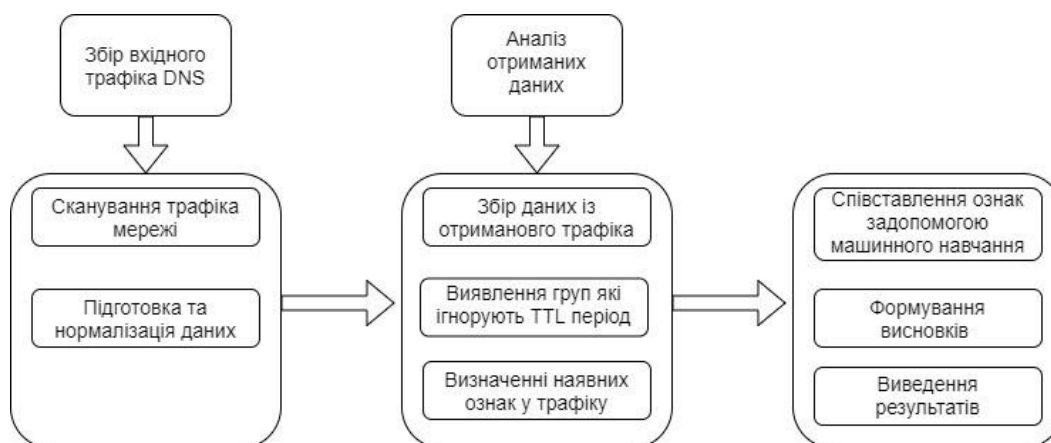 Збір вхідного
трафіка DNS
Аналіз
отриманих
даних
Сканування трафіка
мережі
Підготовка та
нормалізація даних
Збір даних із
отримановго трафіка
Виявлення груп які
ігнорують TTL період
Визначенні наявних
ознак у трафіку
Співставлення ознак
задопомогою
машинного навчання
Формування
висновків
Виведення
результатів